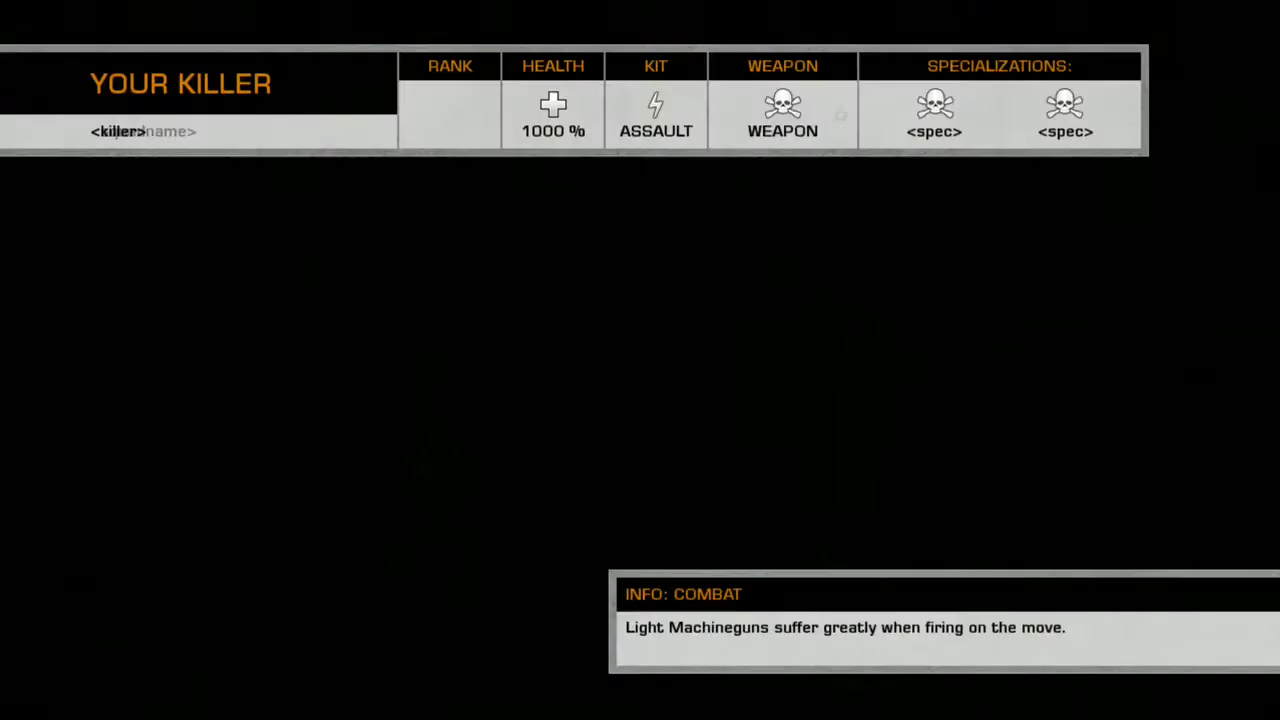 YOUR KILLER
<killer>
name>
RANK
HEALTH
1000 %
KIT
ASSAULT
WEAPON
WEAPON
SPECIALIZATIONS:
<spec> <spec>
INFO: COMBAT
Light Machineguns suffer greatly when firing on the move.